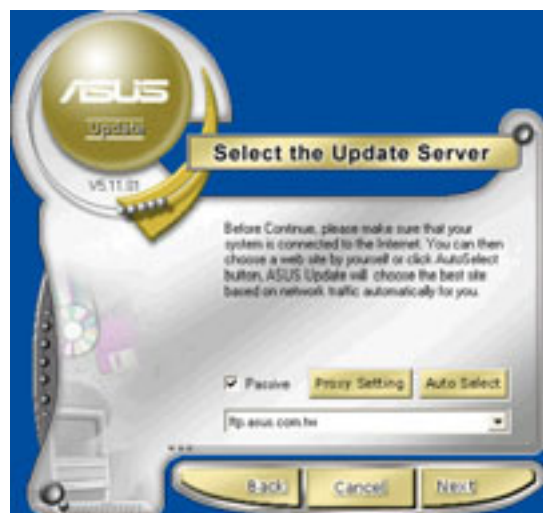 ASUS
Update
V5.11.01
Select the Update Server
Before Continue, please make sure that your
system is connected to the Internet. You can then
choose a web site by yourself or click AutoSelect
button, ASUS Update will choose the best site
based on network traffic automatically for you.
Passive
Proxy Setting
Auto Select
ftp.asus.com.tw
Back
Cancel
Next